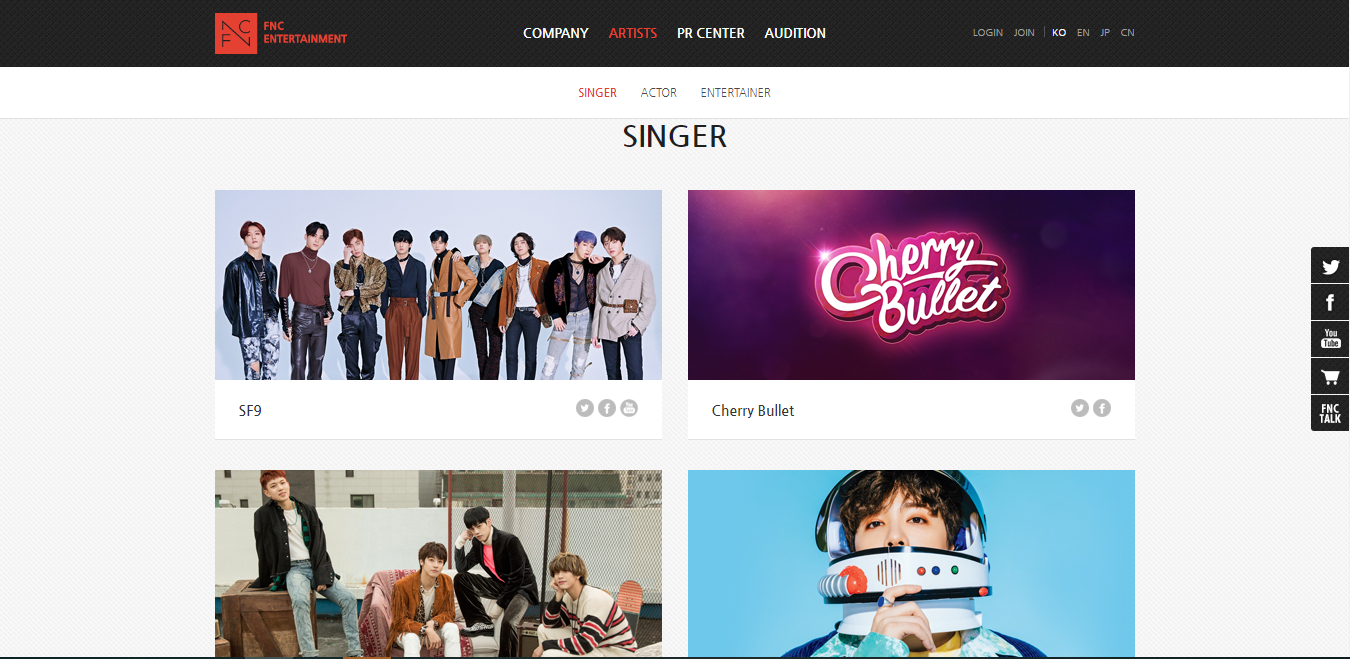 FNC
ENTERTAINMENT
COMPANY ARTISTS PR CENTER AUDITION
LOGIN JOIN KO EN JP CN
SINGER ACTOR ENTERTAINER
SINGER
Cherry
Bullet
SF9
Cherry Bullet
You
Tube
FNC
TALK